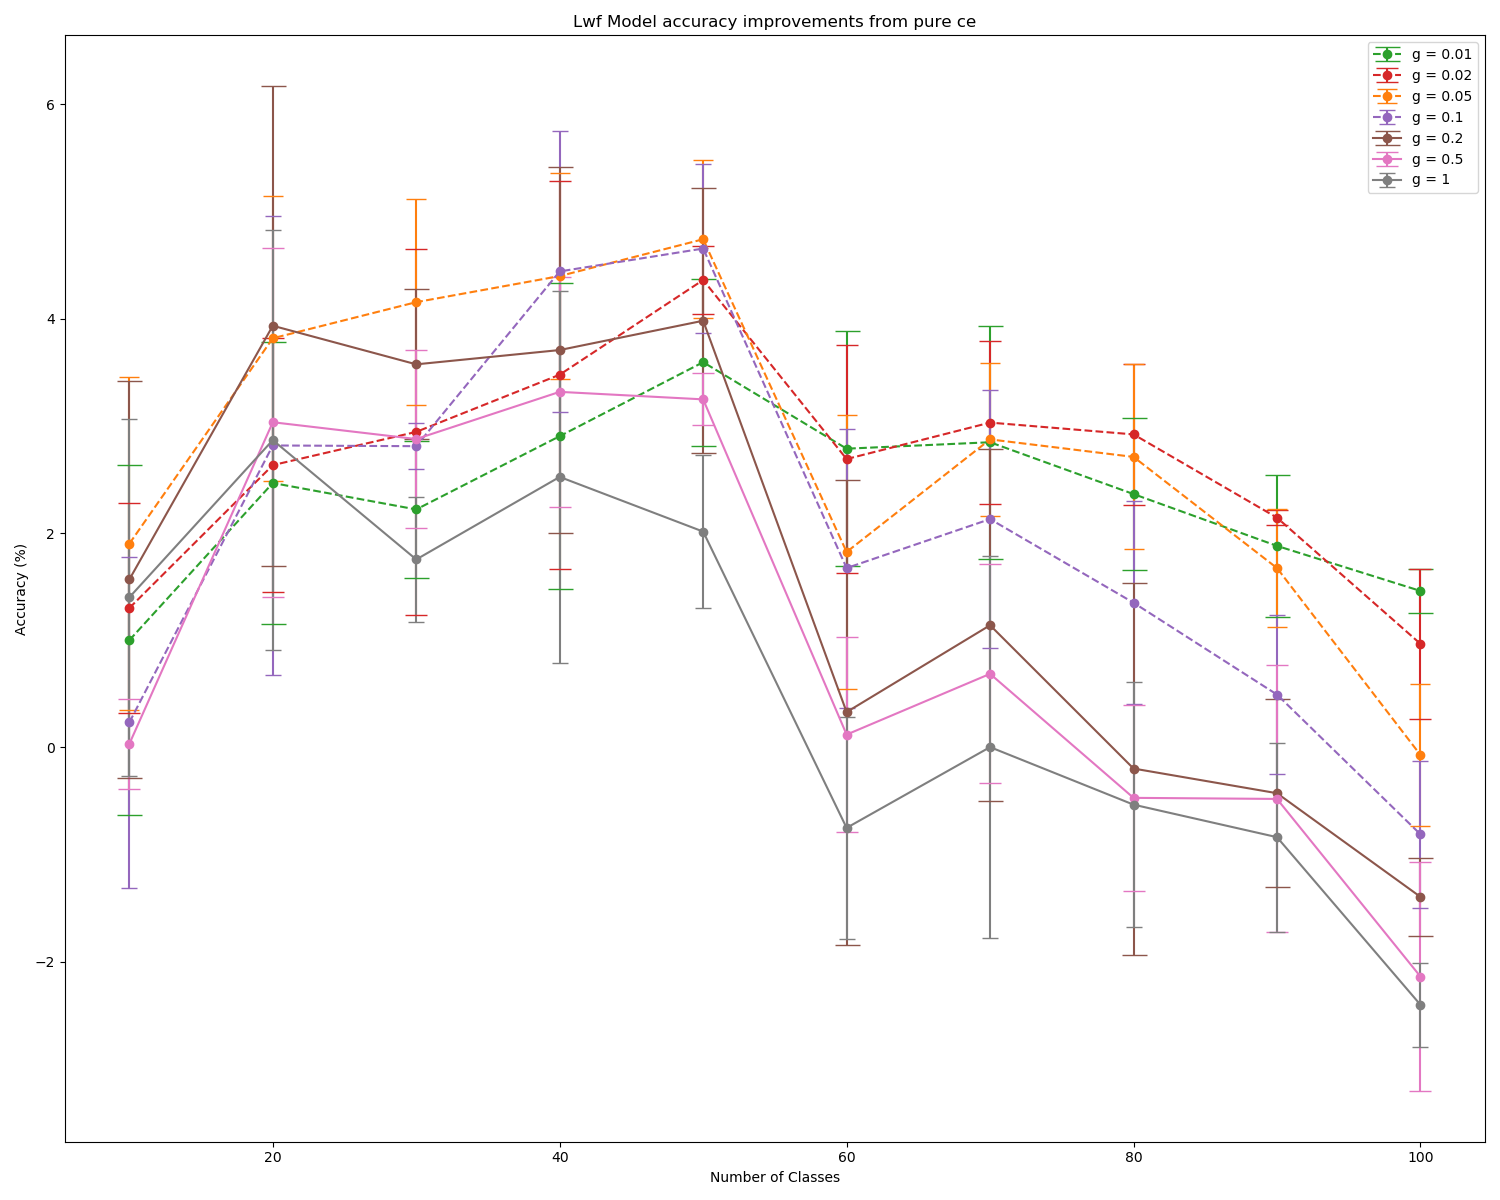 Lwf Model accuracy improvements from pure ce
g = 0.01
g = 0.02
g = 0.05
g = 0.1
g = 0.2
g = 0.5
g = 1
Accuracy (%)
6
4
2
0
−2
20 40 60 80 100
Number of Classes